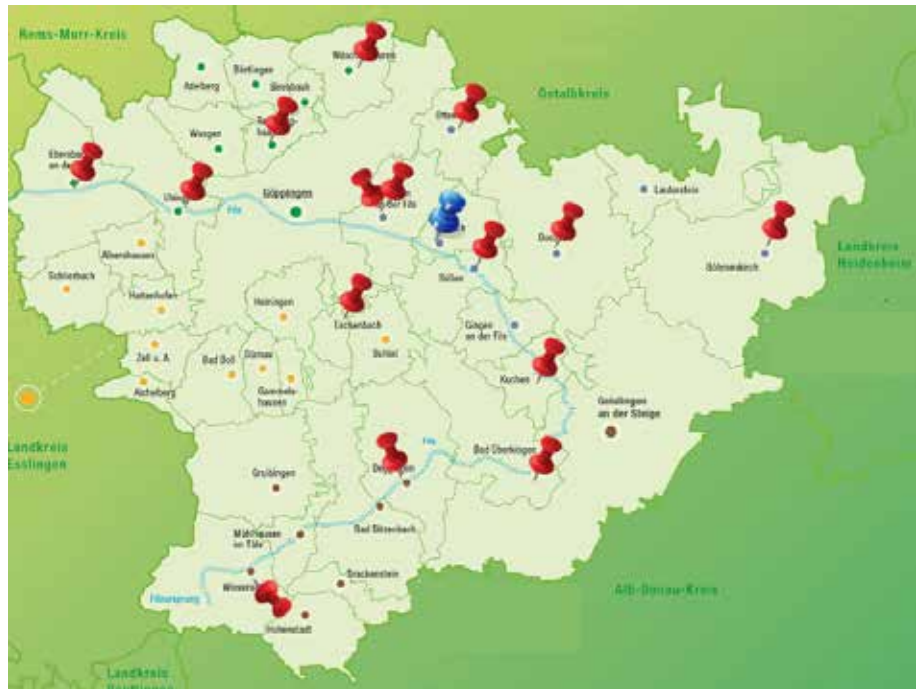 Rems-Murr-Kreis
Ostalbkreis
Adelberg
Börtlingen
Birenbach
Wangen
Ebersbach
an der
Göppingen
Fils
der Fils
Lauterstein
Böhmenkirch
Landkreis
Heidenheim
Albershausen
Schlierbach
Hattenhofen
Heiningen
Eschenbach
Süßen
Gingen
an der Fils
Schlat
Zell u. A.
Bad Boll
Dürnau
Aichelberg
Gammels-
hausen
Kuchen
Geislingen
an der Steige
Landkreis
Esslingen
Fils
Bad Überkingen
Gruibingen
Mühlhausen
im Täle
Bad Ditzenbach
Drackenstein
Filsursprung
Hohenstadt
Alb-Donau-Kreis
Landkreis